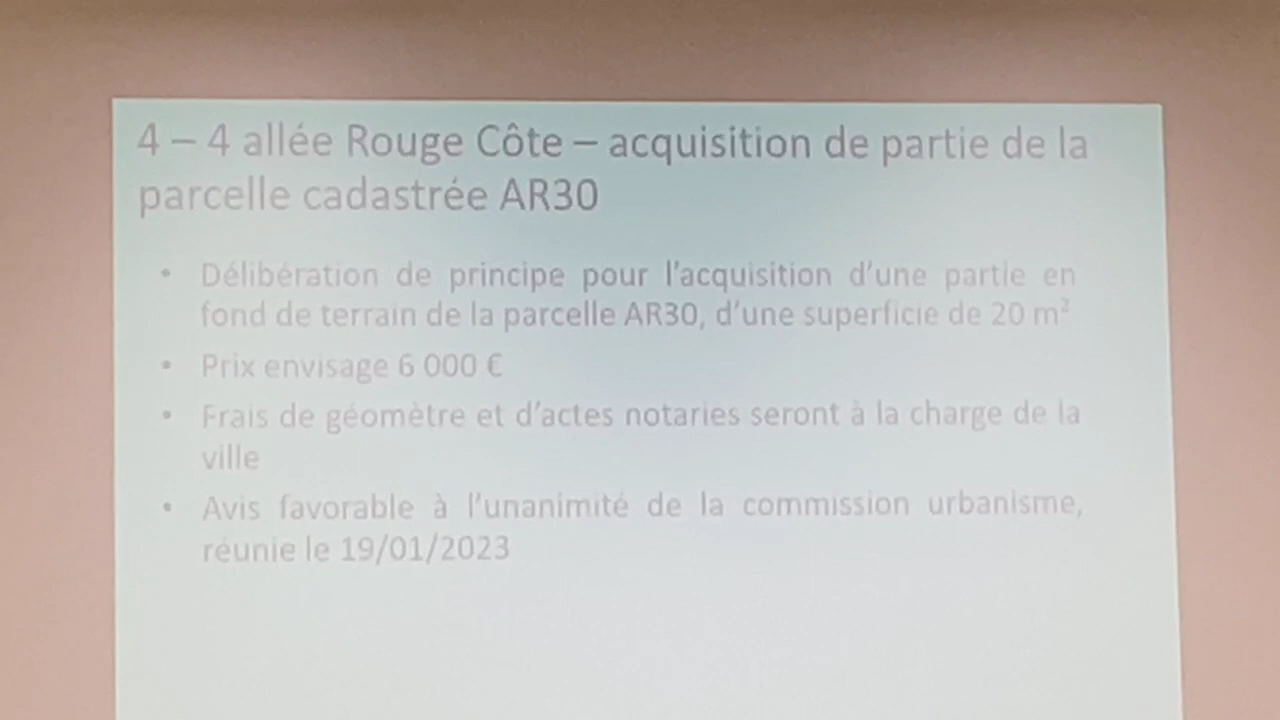 4 – 4 allée Rouge Côte – acquisition de partie de la
parcelle cadastrée AR30
• Délibération de principe pour l'acquisition d'une partie en
fond de terrain de la parcelle AR30, d'une superficie de 20 m²
• Prix envisage 6 000 €
• Frais de géomètre et d'actes notaries seront à la charge de la
ville
• Avis favorable à l'unanimité de la commission urbanisme,
réunie le 19/01/2023